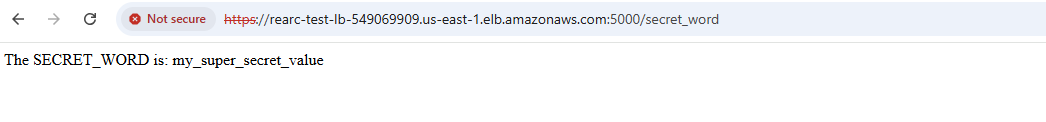 Not secure https://rearc-test-lb-549069909.us-east-1.elb.amazonaws.com:5000/secret_word
The SECRET_WORD is: my_super_secret_value